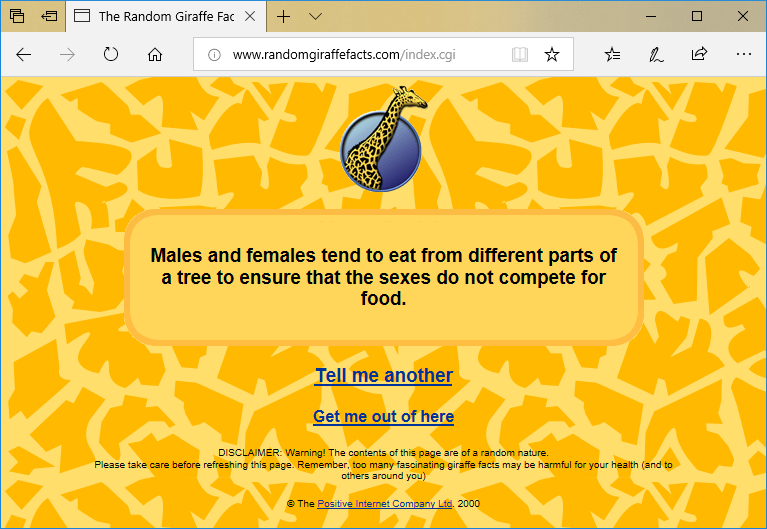 The Random Giraffe Fac
www.randomgiraffefacts.com/index.cgi
Males and females tend to eat from different parts of
a tree to ensure that the sexes do not compete for
food.
Tell me another
Get me out of here
DISCLAIMER: Warning! The contents of this page are of a random nature.
Please take care before refreshing this page. Remember, too many fascinating giraffe facts may be harmful for your health (and to
others around you)
© The Positive Internet Company Ltd, 2000